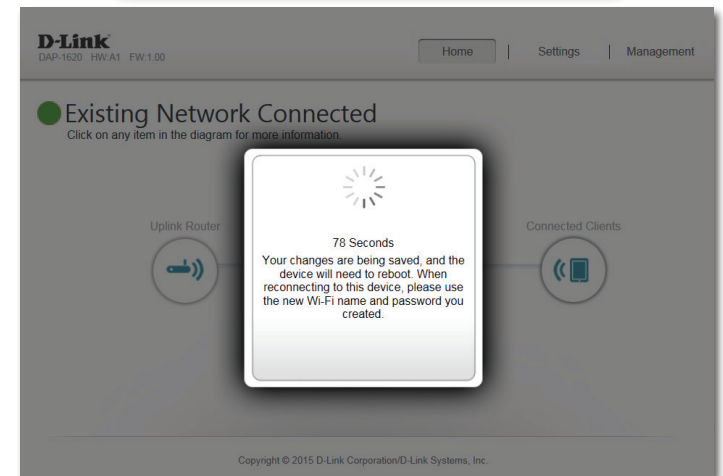 D-Link
DAP-1620 HW:A1 FW:1.00
Home | Settings | Management
Existing Network Connected
Click on any item in the diagram for more information.
Uplink Router
Connected Clients
78 Seconds
Your changes are being saved, and the
device will need to reboot. When
reconnecting to this device, please use
the new Wi-Fi name and password you
created.
Copyright © 2015 D-Link Corporation/D-Link Systems, Inc.